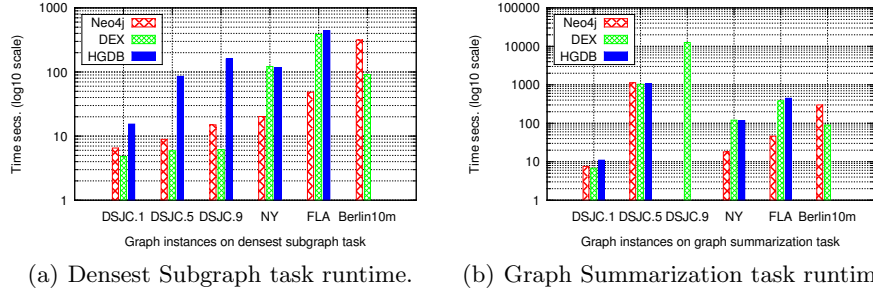 1000
100
10
1
Time secs. (log10 scale)
Neo4j
DEX
HGDB
DSJC.1 DSJC.5 DSJC.9 NY FLA Berlin10m
Graph instances on densest subgraph task
(a) Densest Subgraph task runtime.
100000
10000
1000
100
10
1
Time secs. (log10 scale)
Neo4j
DEX
HGDB
DSJC.1 DSJC.5 DSJC.9 NY FLA Berlin10m
Graph instances on graph summarization task
(b) Graph Summarization task runtim